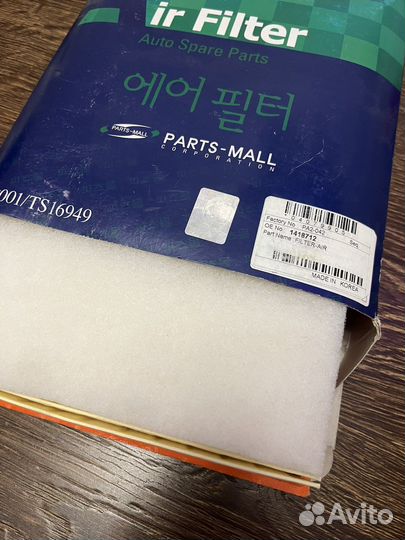 ir Filter
Auto Spare Parts
에어 필터
PARTS-MALL
PARTS-MALL
CORPORATION
001/TS16949
Factory No. PA2-042
Seq
OE No. 1418712
Part Name FILTER-AIR
MADE IN KOREA
Avito